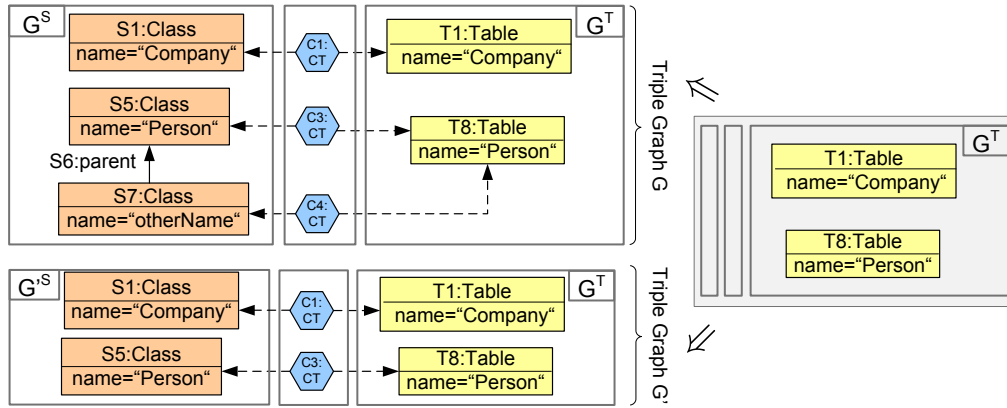 G^S
S1:Class
name=“Company“
C1:
CT
T1:Table
name=“Company“
G^T
S5:Class
name=“Person“
C3:
CT
T8:Table
name=“Person“
S6:parent
S7:Class
name=“otherName“
C4:
CT
Triple Graph G
G^T
T1:Table
name=“Company“
T8:Table
name=“Person“
G’^S
S1:Class
name=“Company“
C1:
CT
T1:Table
name=“Company“
G^T
S5:Class
name=“Person“
C3:
CT
T8:Table
name=“Person“
Triple Graph G’